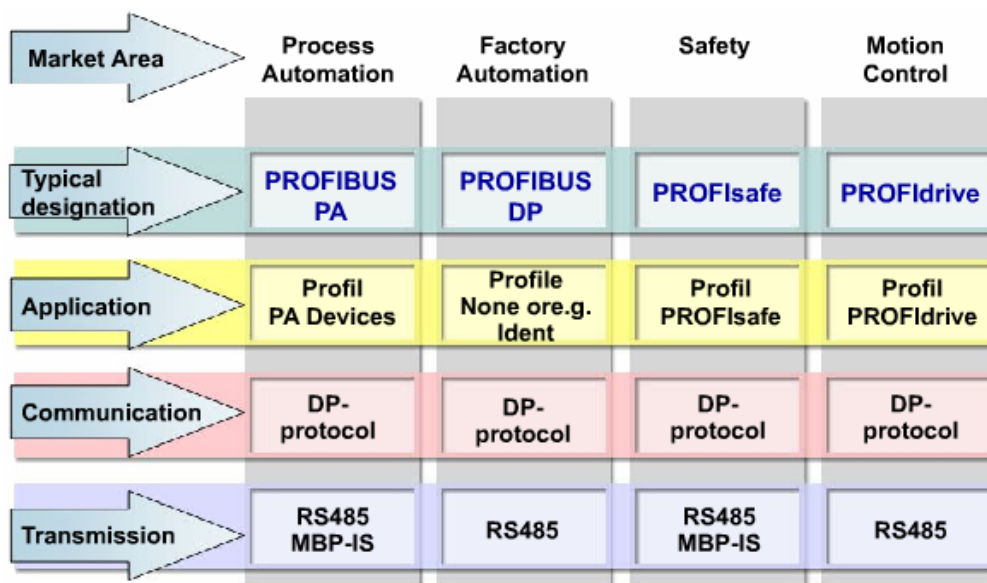 Market Area
Process
Automation
Factory
Automation
Safety
Motion
Control
Typical
designation
PROFIBUS
PA
PROFIBUS
DP
PROFIsafe
PROFIdrive
Application
Profil
PA Devices
Profile
None ore.g.
Ident
Profil
PROFIsafe
Profil
PROFIdrive
Communication
DP-
protocol
DP-
protocol
DP-
protocol
DP-
protocol
Transmission
RS485
MBP-IS
RS485
RS485
MBP-IS
RS485